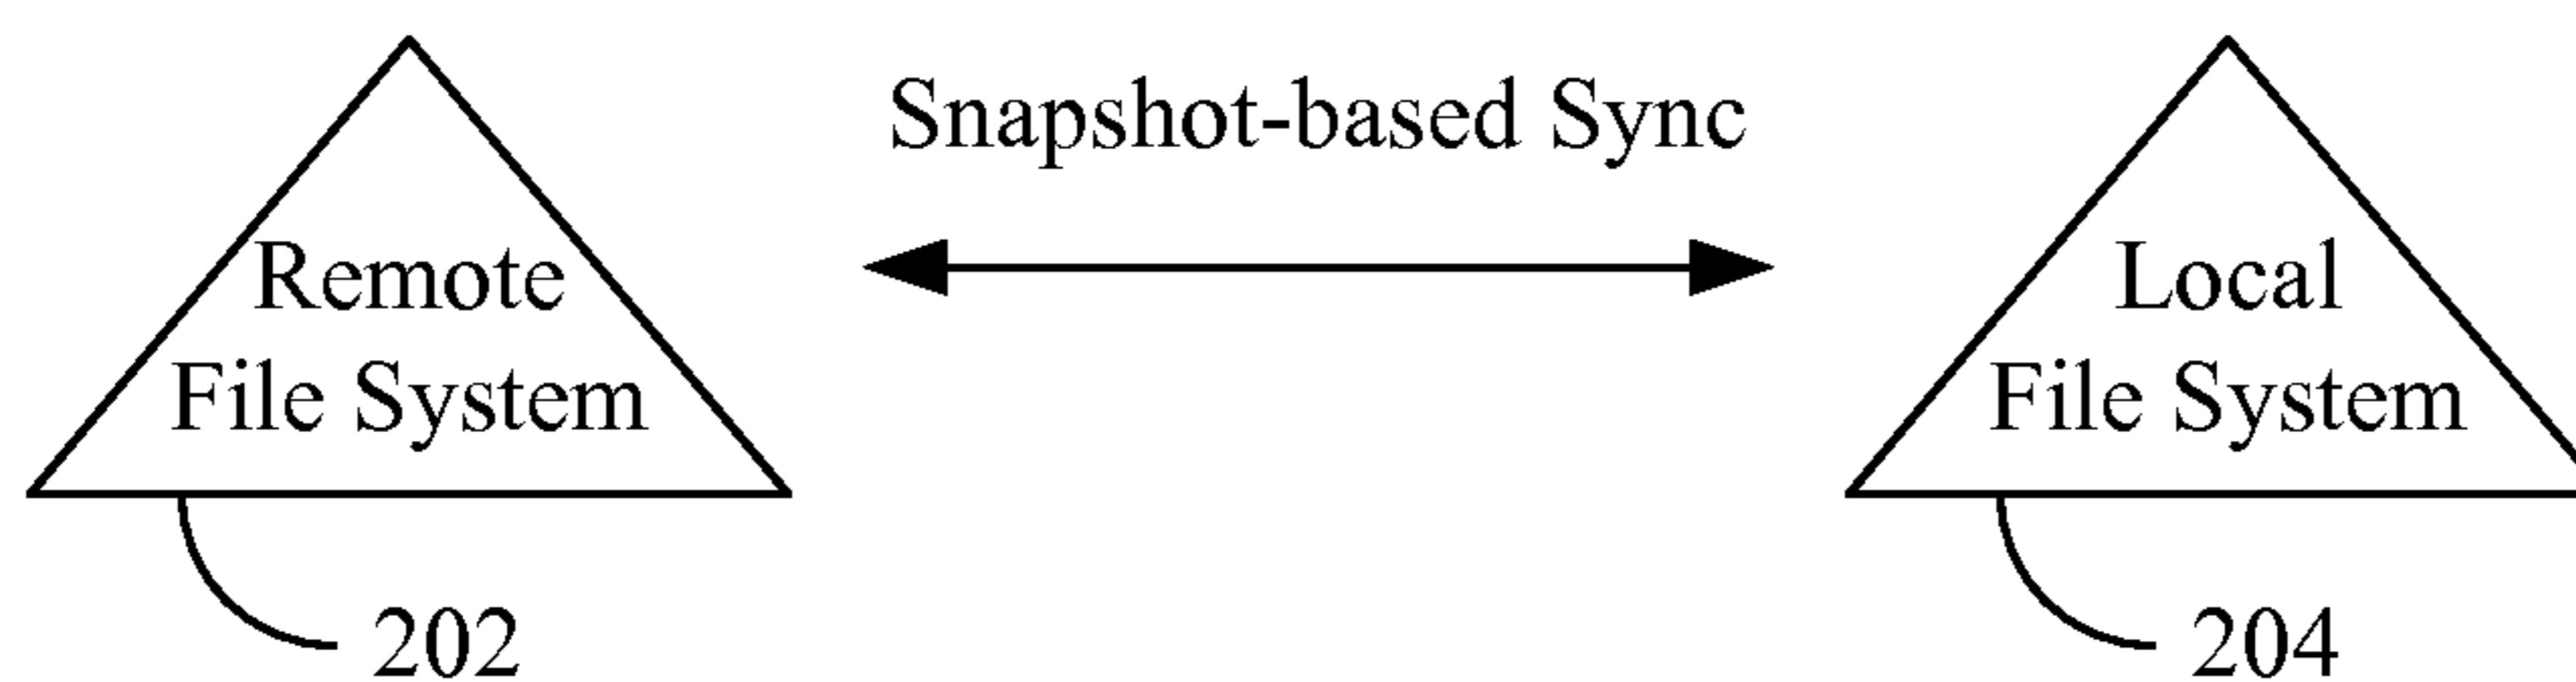 Snapshot-based Sync
Remote
File System
Local
File System
202
204